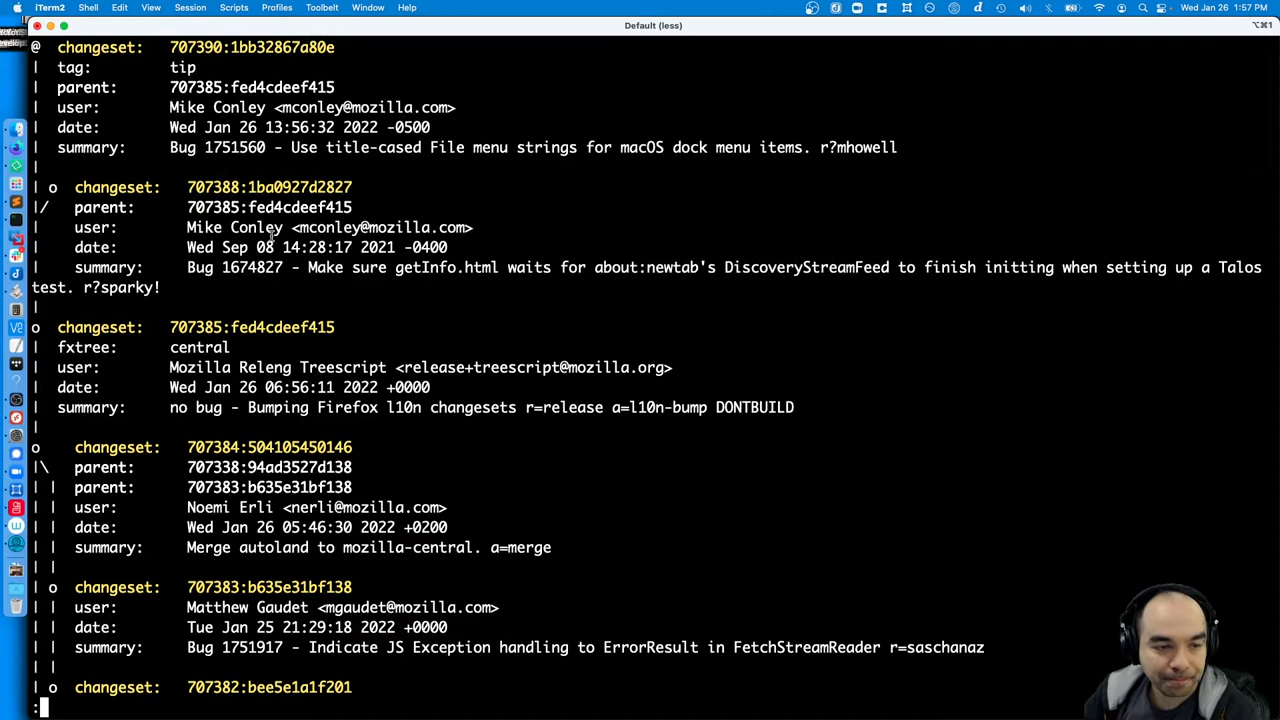 iTerm2 Shell Edit View Session Scripts Profiles Toolbelt Window Help Wed Jan 26 1:57 PM
Default (less) ⌥⌘1
@ changeset: 707390:1bb32867a80e
| tag: tip
| parent: 707385:fed4cdeef415
| user: Mike Conley <mconley@mozilla.com>
| date: Wed Jan 26 13:56:32 2022 -0500
| summary: Bug 1751560 - Use title-cased File menu strings for macOS dock menu items. r?mhowell
|
| o changeset: 707388:1ba0927d2827
|/ parent: 707385:fed4cdeef415
| user: Mike Conley <mconley@mozilla.com>
| date: Wed Sep 08 14:28:17 2021 -0400
| summary: Bug 1674827 - Make sure getInfo.html waits for about:newtab's DiscoveryStreamFeed to finish initting when setting up a Talos
test. r?sparky!
|
o changeset: 707385:fed4cdeef415
| fxtree: central
| user: Mozilla Releng Treescript <release+treescript@mozilla.org>
| date: Wed Jan 26 06:56:11 2022 +0000
| summary: no bug - Bumping Firefox l10n changesets r=release a=l10n-bump DONTBUILD
|
o changeset: 707384:504105450146
|\ parent: 707338:94ad3527d138
| | parent: 707383:b635e31bf138
| | user: Noemi Erli <nerli@mozilla.com>
| | date: Wed Jan 26 05:46:30 2022 +0200
| | summary: Merge autoland to mozilla-central. a=merge
| |
| o changeset: 707383:b635e31bf138
| | user: Matthew Gaudet <mgaudet@mozilla.com>
| | date: Tue Jan 25 21:29:18 2022 +0000
| | summary: Bug 1751917 - Indicate JS Exception handling to ErrorResult in FetchStreamReader r=saschanaz
| |
| o changeset: 707382:bee5e1a1f201
: